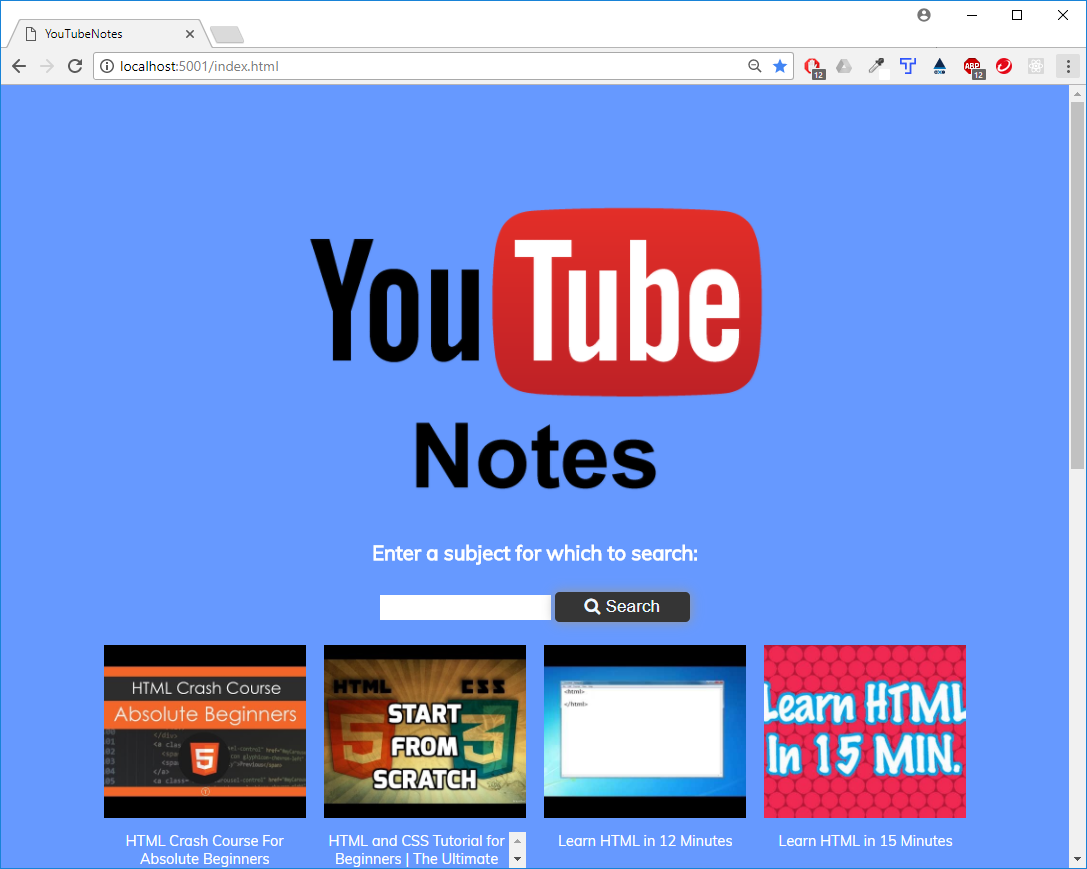 YouTubeNotes
localhost:5001/index.html
12
ABP
12
YouTube
Notes
Enter a subject for which to search:
Search
HTML Crash Course
Absolute Beginners
5
HTML CSS
START
FROM
SCRATCH
5 3
<html>
</html>
Learn HTML
In 15 MIN.
HTML Crash Course For
Absolute Beginners
HTML and CSS Tutorial for
Beginners | The Ultimate
Learn HTML in 12 Minutes
Learn HTML in 15 Minutes